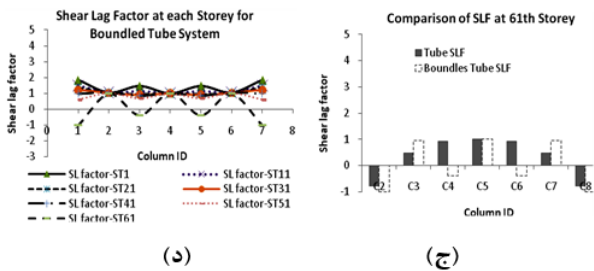 Shear Lag Factor at each Storey for
Boundled Tube System
Shear lag factor
5
4
3
2
1
0
-1
-2
-3
0 1 2 3 4 5 6 7 8
Column ID
SL factor-ST1
SL factor-ST11
SL factor-ST21
SL factor-ST31
SL factor-ST41
SL factor-ST51
SL factor-ST61
(د)
Comparison of SLF at 61th Storey
Shear lag factor
5
4
3
2
1
0
-1
Tube SLF
Boundles Tube SLF
C2 C3 C4 C5 C6 C7 C8
Column ID
(ج)